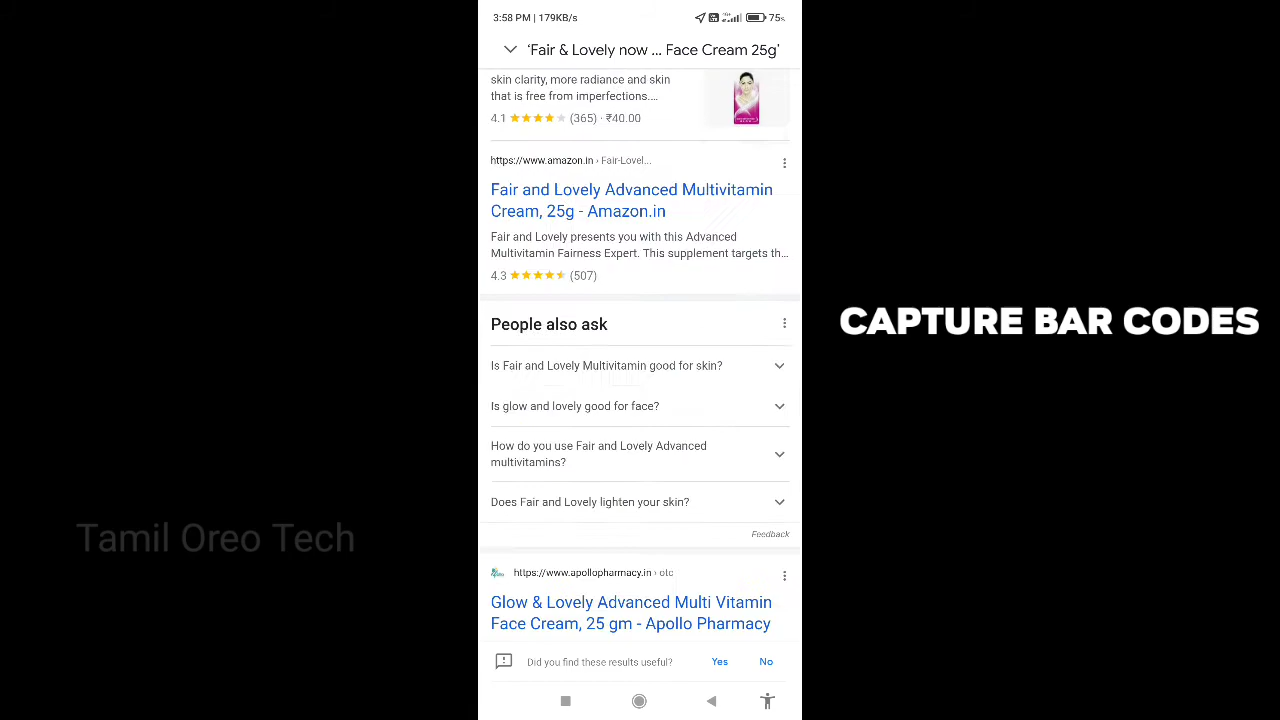 3:58 PM | 179KB/s
75%
‘Fair & Lovely now ... Face Cream 25g’
skin clarity, more radiance and skin
that is free from imperfections....
4.1 ★★★★☆ (365) · ₹40.00
https://www.amazon.in › Fair-Lovel...
Fair and Lovely Advanced Multivitamin
Cream, 25g - Amazon.in
Fair and Lovely presents you with this Advanced
Multivitamin Fairness Expert. This supplement targets th...
4.3 (507)
People also ask
Is Fair and Lovely Multivitamin good for skin?
Is glow and lovely good for face?
How do you use Fair and Lovely Advanced
multivitamins?
Does Fair and Lovely lighten your skin?
Feedback
https://www.apollopharmacy.in › otc
Glow & Lovely Advanced Multi Vitamin
Face Cream, 25 gm - Apollo Pharmacy
Did you find these results useful? Yes No
CAPTURE BAR CODES
Tamil Oreo Tech